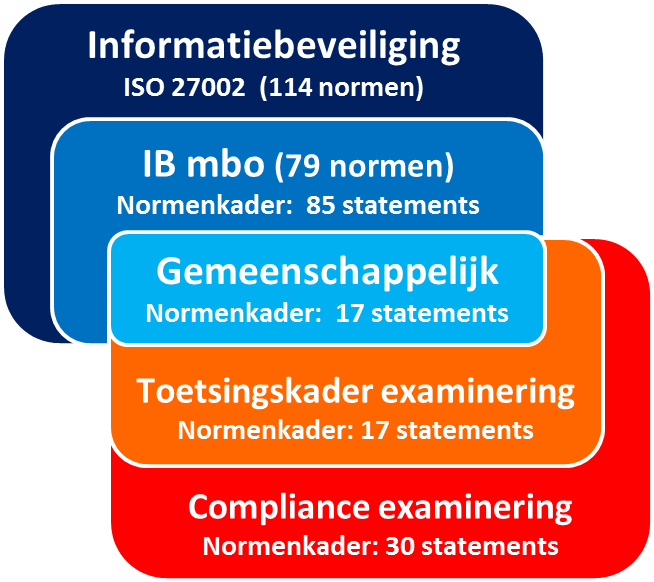 Informatiebeveiliging
ISO 27002 (114 normen)
IB mbo (79 normen)
Normenkader: 85 statements
Gemeenschappelijk
Normenkader: 17 statements
Toetsingskader examinering
Normenkader: 17 statements
Compliance examinering
Normenkader: 30 statements